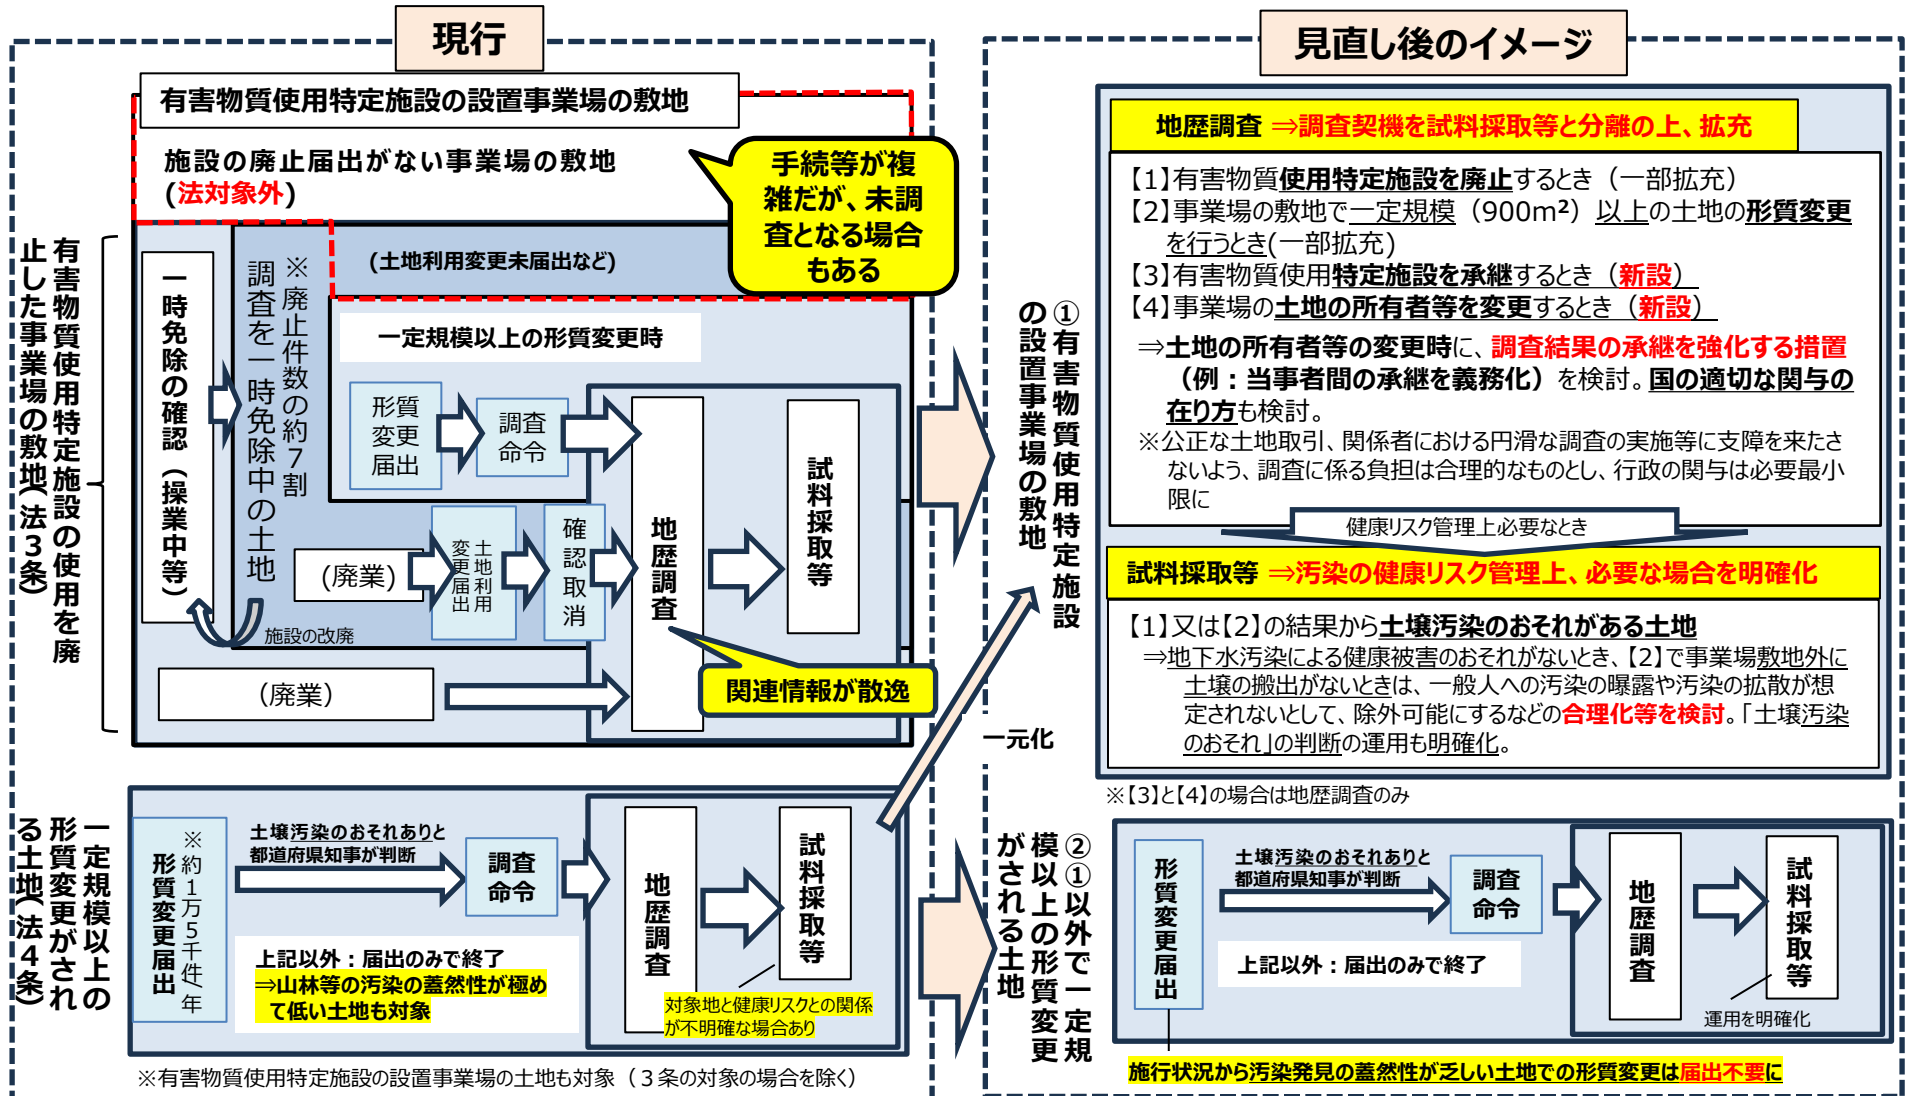 現行
有害物質使用特定施設の使用を廃
止した事業場の敷地(法3条)
有害物質使用特定施設の設置事業場の敷地
施設の廃止届出がない事業場の敷地
(法対象外)
手続等が複
雑だが、未調
査となる場合
もある
一時免除の確認(操業中等)
※廃止件数の約7割
調査を一時免除中の土地
(土地利用変更未届出など)
一定規模以上の形質変更時
形質
変更
届出
調査
命令
(廃業)
土地利用
変更届出
確認取消
地歴調査
試料採取等
施設の改廃
(廃業)
関連情報が散逸
一定規模以上の
形質変更がされ
る土地(法4条)
※約1万5千件/年
形質変更届出
土壌汚染のおそれありと
都道府県知事が判断
調査
命令
地歴調査
試料採取等
上記以外:届出のみで終了
⇒山林等の汚染の蓋然性が極め
て低い土地も対象
対象地と健康リスクとの関係
が不明確な場合あり
※有害物質使用特定施設の設置事業場の土地も対象(3条の対象の場合を除く)
一元化
見直し後のイメージ
①有害物質使用特定施設
の設置事業場の敷地
地歴調査 ⇒調査契機を試料採取等と分離の上、拡充
【1】有害物質使用特定施設を廃止するとき(一部拡充)
【2】事業場の敷地で一定規模(900m²)以上の土地の形質変更
を行うとき(一部拡充)
【3】有害物質使用特定施設を承継するとき(新設)
【4】事業場の土地の所有者等を変更するとき(新設)
⇒土地の所有者等の変更時に、調査結果の承継を強化する措置
(例:当事者間の承継を義務化)を検討。国の適切な関与の
在り方も検討。
※公正な土地取引、関係者における円滑な調査の実施等に支障を来たさ
ないよう、調査に係る負担は合理的なものとし、行政の関与は必要最小
限に
健康リスク管理上必要なとき
試料採取等 ⇒汚染の健康リスク管理上、必要な場合を明確化
【1】又は【2】の結果から土壌汚染のおそれがある土地
⇒地下水汚染による健康被害のおそれがないとき、【2】で事業場敷地外に
土壌の搬出がないときは、一般人への汚染の曝露や汚染の拡散が想
定されないとして、除外可能にするなどの合理化等を検討。「土壌汚染
のおそれ」の判断の運用も明確化。
※【3】と【4】の場合は地歴調査のみ
②①以外で一定規
模以上の形質変更
がされる土地
形質変更届出
土壌汚染のおそれありと
都道府県知事が判断
調査
命令
地歴調査
試料採取等
上記以外:届出のみで終了
運用を明確化
施行状況から汚染発見の蓋然性が乏しい土地での形質変更は届出不要に